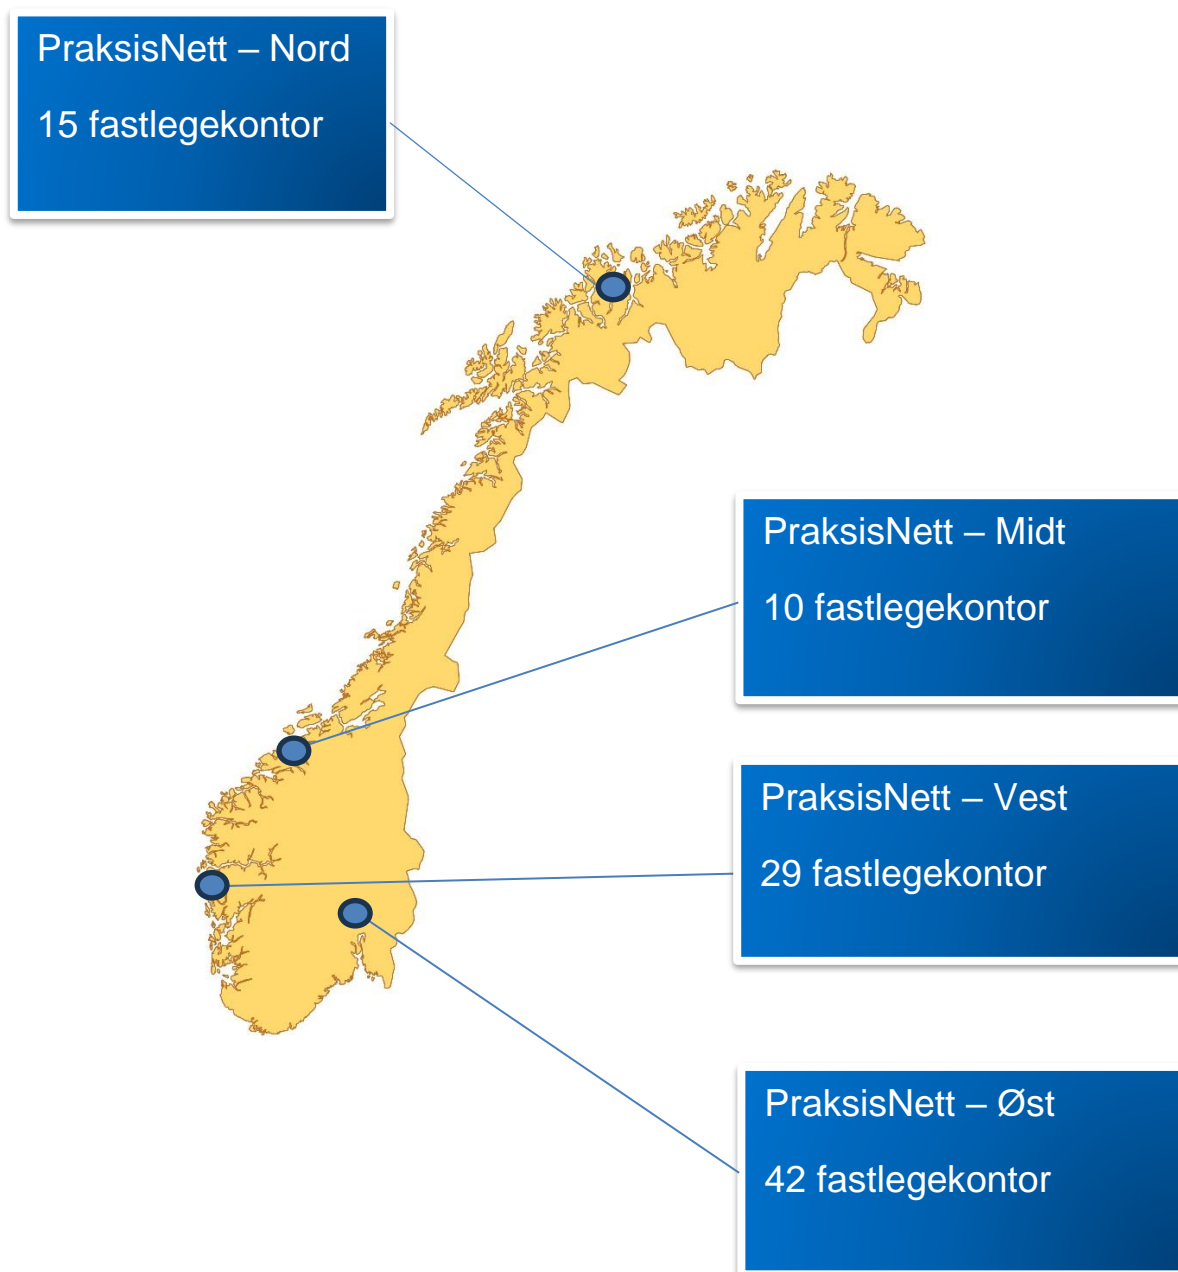 PraksisNett – Nord
15 fastlegekontor
PraksisNett – Midt
10 fastlegekontor
PraksisNett – Vest
29 fastlegekontor
PraksisNett – Øst
42 fastlegekontor